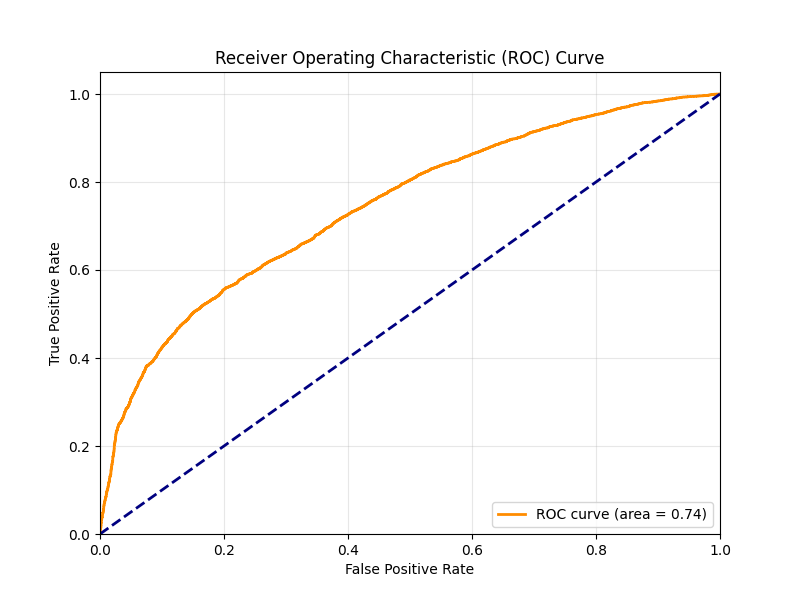 Receiver Operating Characteristic (ROC) Curve
True Positive Rate
1.0
0.8
0.6
0.4
0.2
0.0
ROC curve (area = 0.74)
0.0 0.2 0.4 0.6 0.8 1.0
False Positive Rate